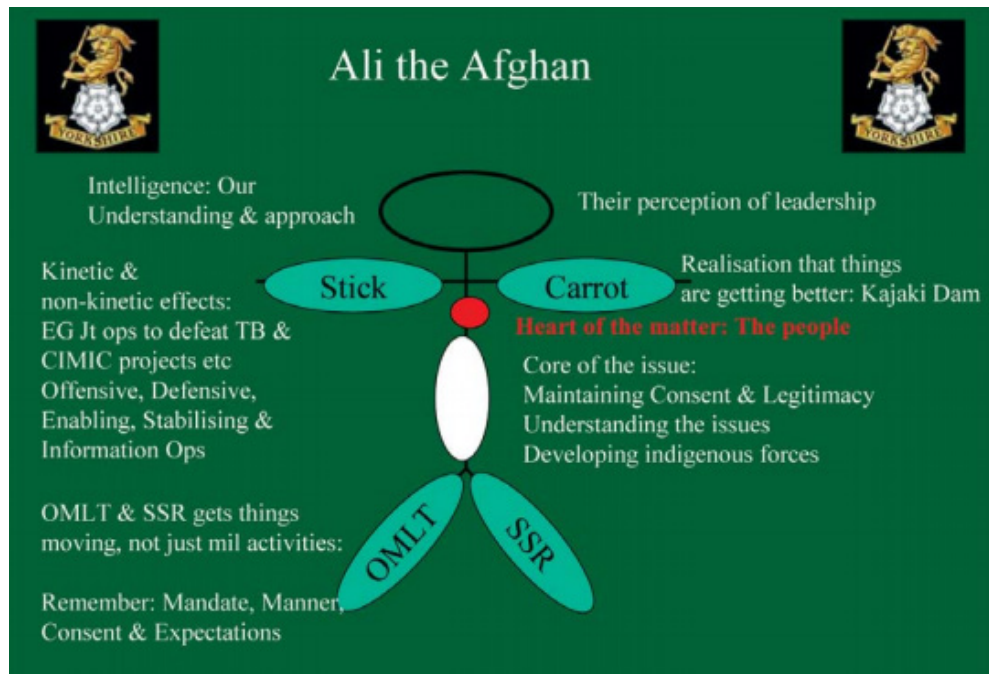 YORKSHIRE
YORKSHIRE
Ali the Afghan
Intelligence: Our
Understanding & approach
Their perception of leadership
Kinetic &
non-kinetic effects:
EG Jt ops to defeat TB &
CIMIC projects etc
Offensive, Defensive,
Enabling, Stabilising &
Information Ops
Stick
Carrot
Realisation that things
are getting better: Kajaki Dam
Heart of the matter: The people
Core of the issue:
Maintaining Consent & Legitimacy
Understanding the issues
Developing indigenous forces
OMLT & SSR gets things
moving, not just mil activities:
OMLT
SSR
Remember: Mandate, Manner,
Consent & Expectations